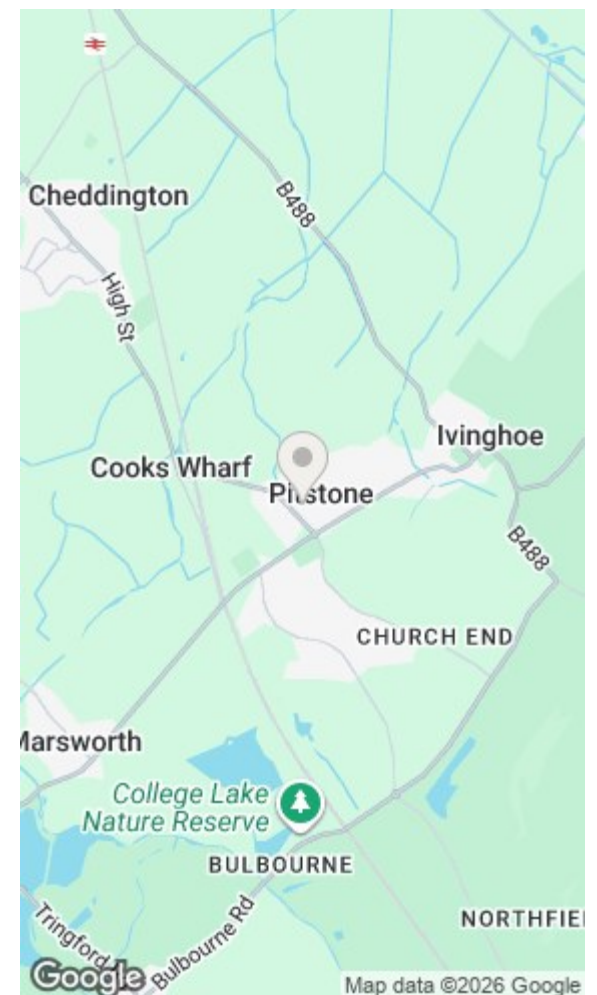 Cheddington
B488
High St
Ivinghoe
Cooks Wharf
Pitstone
B488
CHURCH END
Marsworth
College Lake
Nature Reserve
BULBOURNE
NORTHFIE
Tringford
Bulbourne Rd
Google
Map data ©2026 Google